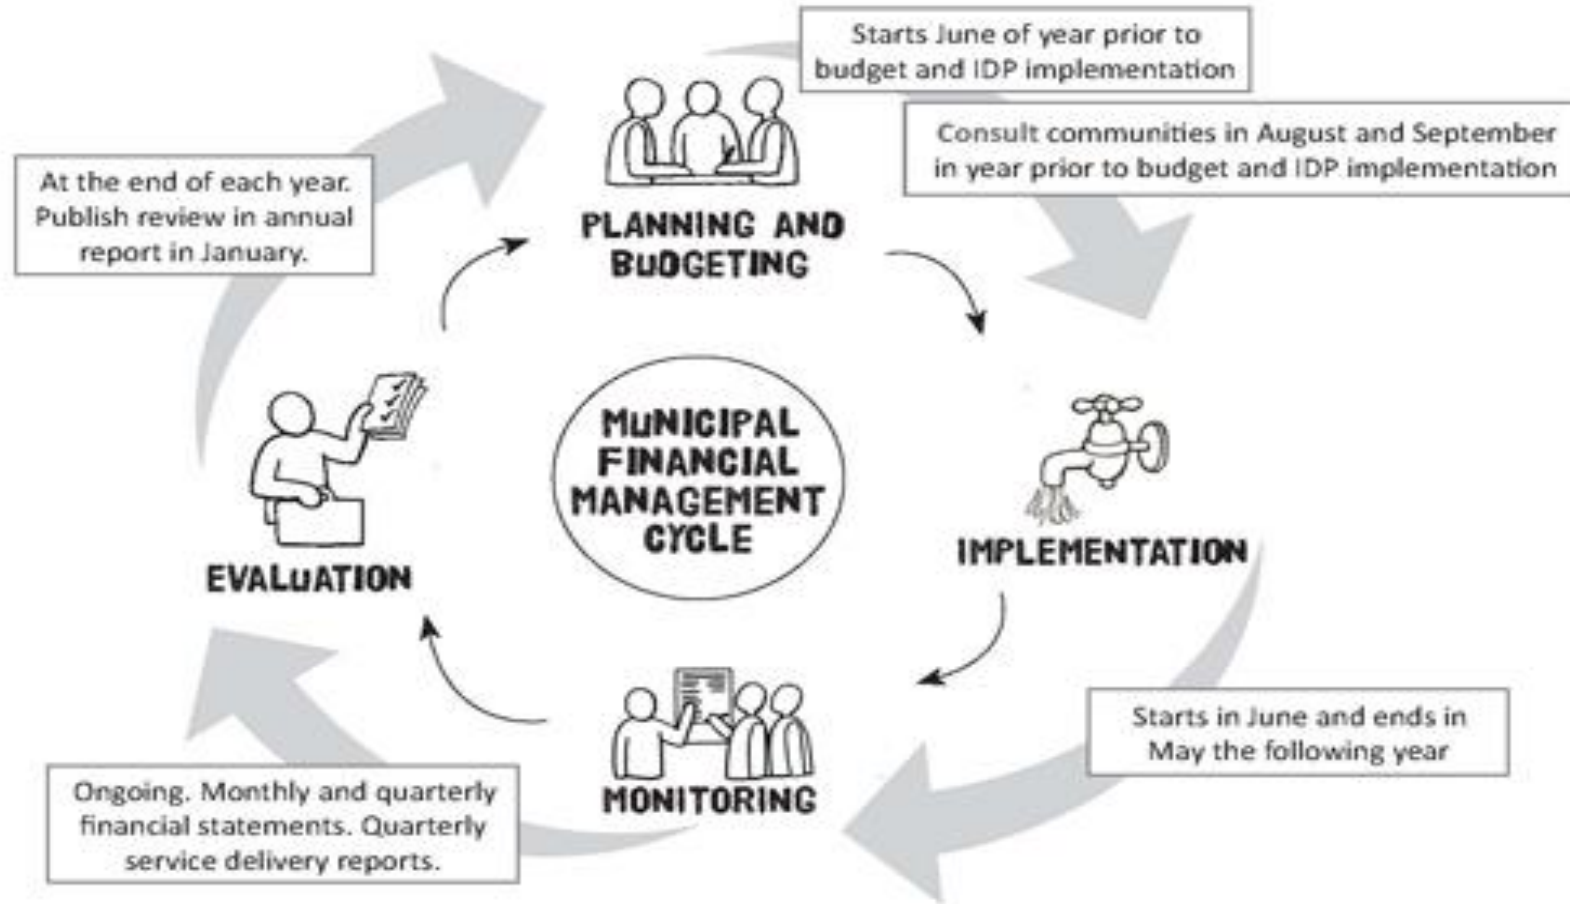 Starts June of year prior to
budget and IDP implementation
Consult communities in August and September
in year prior to budget and IDP implementation
At the end of each year.
Publish review in annual
report in January.
PLANNING AND
BUDGETING
MUNICIPAL
FINANCIAL
MANAGEMENT
CYCLE
IMPLEMENTATION
EVALUATION
Starts in June and ends in
May the following year
MONITORING
Ongoing. Monthly and quarterly
financial statements. Quarterly
service delivery reports.